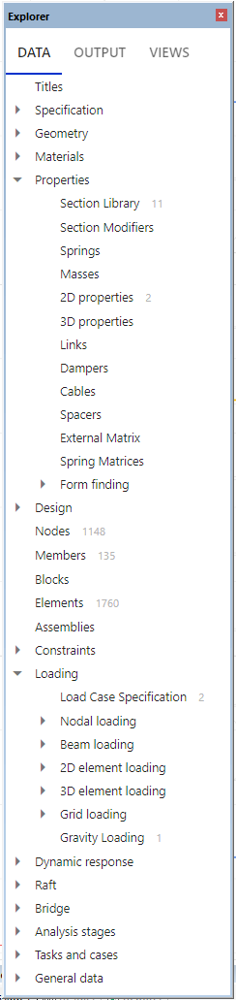 Explorer x
DATA OUTPUT VIEWS
Titles
Specification
Geometry
Materials
Properties
Section Library 11
Section Modifiers
Springs
Masses
2D properties 2
3D properties
Links
Dampers
Cables
Spacers
External Matrix
Spring Matrices
Form finding
Design
Nodes 1148
Members 135
Blocks
Elements 1760
Assemblies
Constraints
Loading
Load Case Specification 2
Nodal loading
Beam loading
2D element loading
3D element loading
Grid loading
Gravity Loading 1
Dynamic response
Raft
Bridge
Analysis stages
Tasks and cases
General data